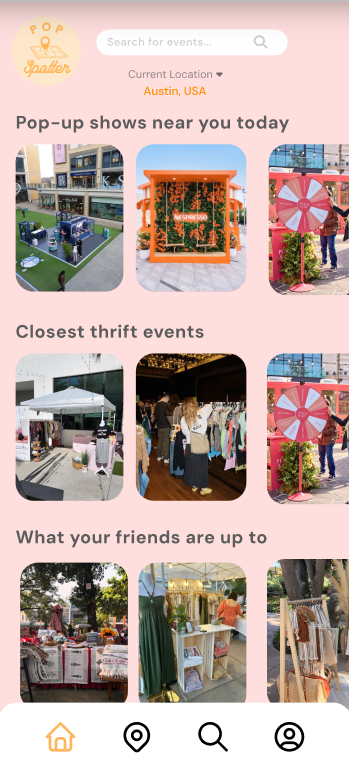 POP
Spotter
Search for events...
Current Location
Austin, USA
Pop-up shows near you today
NESPRESSO
Closest thrift events
What your friends are up to